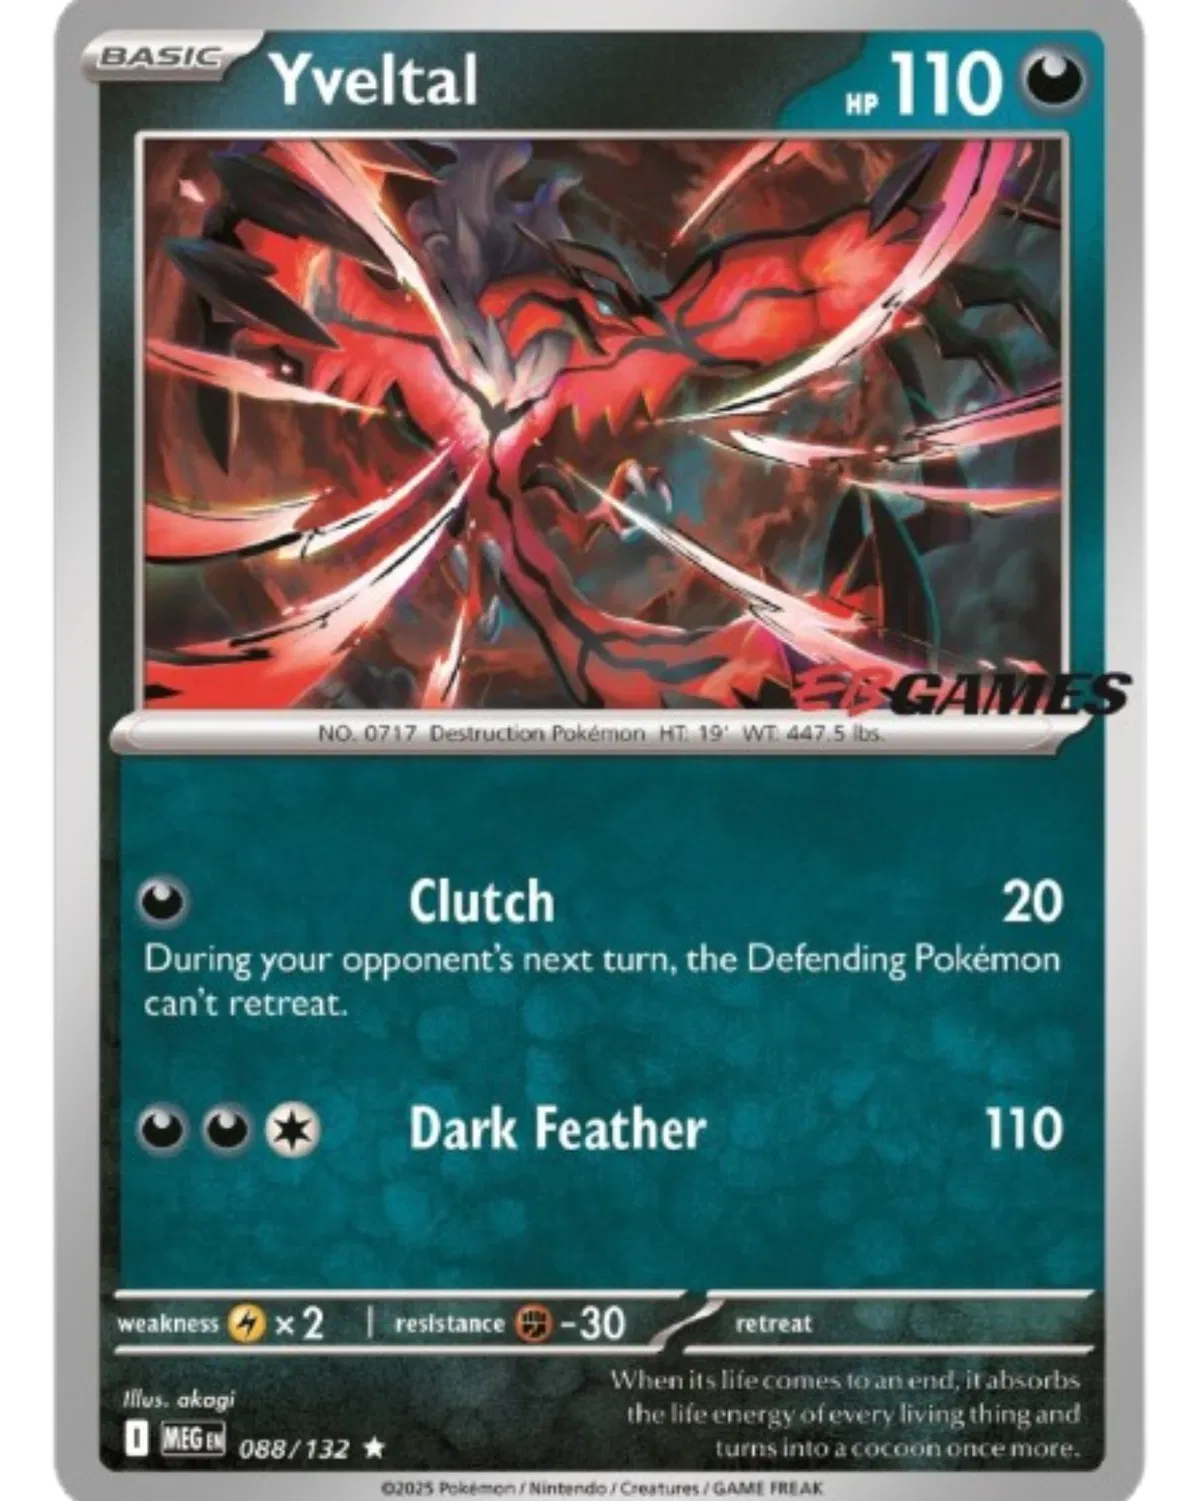 BASIC
Yveltal
HP 110
EBGAMES
NO. 0717 Destruction Pokémon HT: 19' WT: 447.5 lbs.
Clutch 20
During your opponent's next turn, the Defending Pokémon
can't retreat.
Dark Feather 110
weakness ×2 | resistance -30 retreat
Illus. akagi
When its life comes to an end, it absorbs
the life energy of every living thing and
turns into a cocoon once more.
I MEG EN 088/132 ★
©2025 Pokémon / Nintendo / Creatures / GAME FREAK